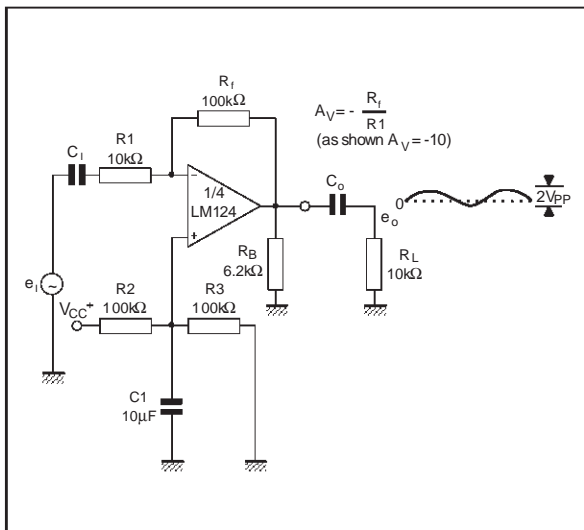 Rf
100kΩ
AV = - Rf
R1
(as shown AV = -10)
R1
10kΩ
CI
1/4
LM124
-
+
Co
0
2VPP
eo
RB
6.2kΩ
RL
10kΩ
eI
~
VCC+
R2
100kΩ
R3
100kΩ
C1
10µF